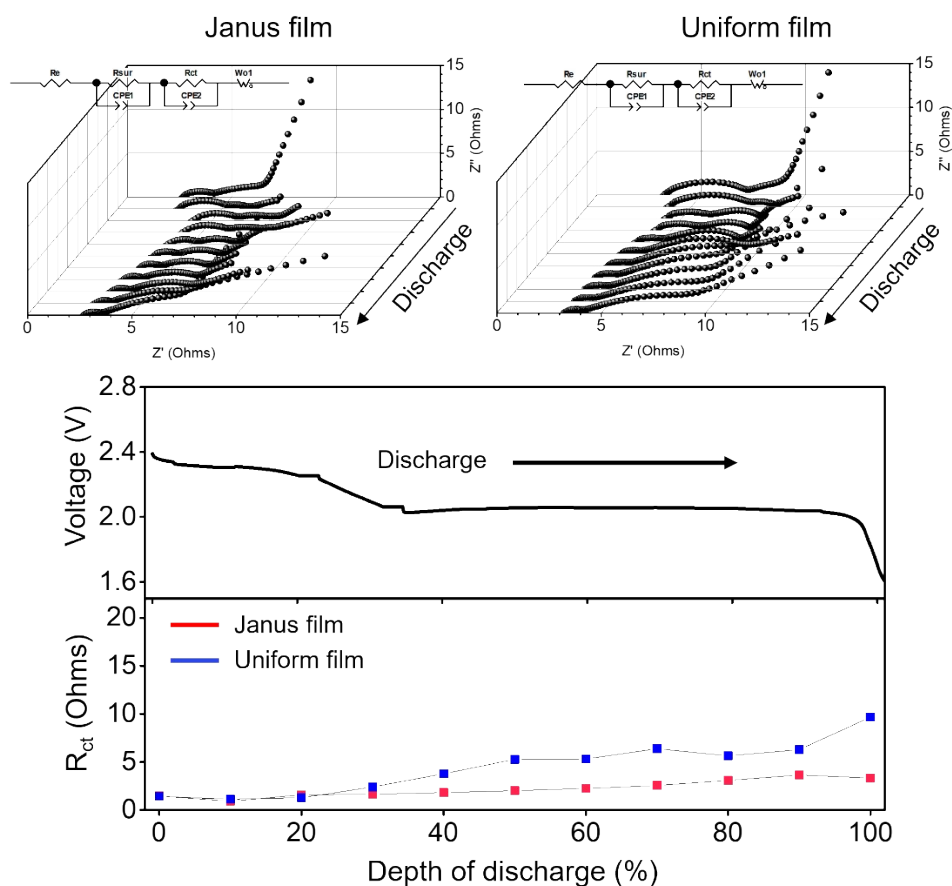 Janus film
Uniform film
Re Rsur Rct Wo1
CPE1 CPE2
s
15
10
5
0
Z'' (Ohms)
Discharge
0 5 10 15
Z' (Ohms)
Re Rsur Rct Wo1
CPE1 CPE2
s
15
10
5
0
Z'' (Ohms)
Discharge
0 5 10 15
Z' (Ohms)
2.8
2.4
2.0
1.6
Voltage (V)
Discharge
20
15
10
5
0
Rct (Ohms)
Janus film
Uniform film
0 20 40 60 80 100
Depth of discharge (%)